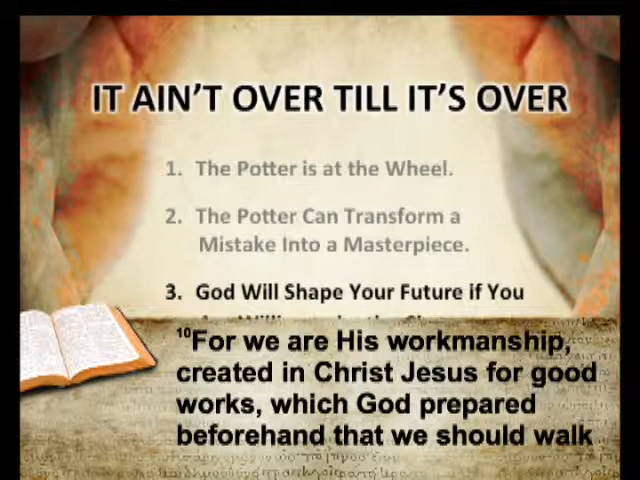 IT AIN'T OVER TILL IT'S OVER
1. The Potter is at the Wheel.
2. The Potter Can Transform a
Mistake Into a Masterpiece.
3. God Will Shape Your Future if You
10For we are His workmanship,
created in Christ Jesus for good
works, which God prepared
beforehand that we should walk